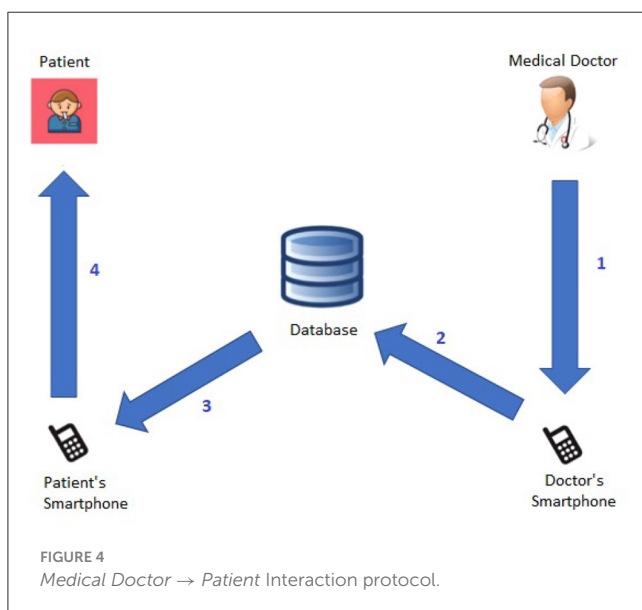 Patient
Medical Doctor
4
1
Database
2
3
Patient's
Smartphone
Doctor's
Smartphone
FIGURE 4
Medical Doctor → Patient Interaction protocol.